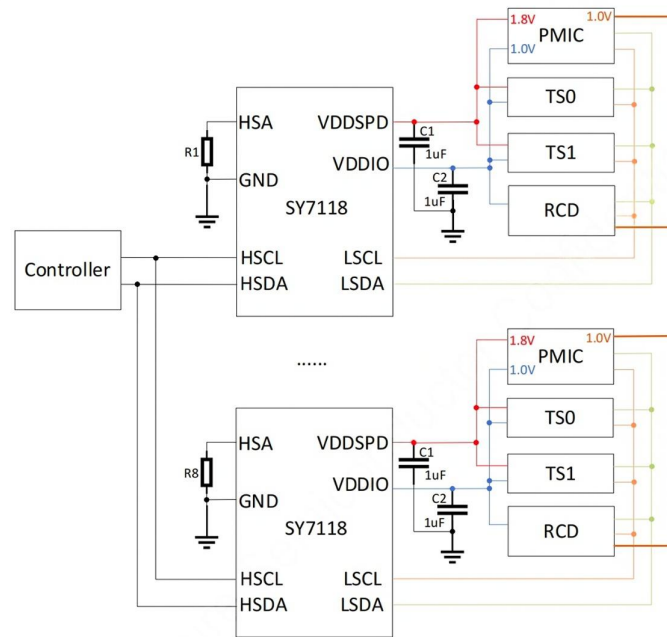 1.8V
1.0V
PMIC
1.0V
HSA
VDDSPD
C1
1uF
TS0
R1
VDDIO
C2
1uF
TS1
GND
SY7118
RCD
Controller
HSCL
LSCL
HSDA
LSDA
......
1.8V
1.0V
PMIC
1.0V
HSA
VDDSPD
C1
1uF
TS0
R8
VDDIO
C2
1uF
TS1
GND
SY7118
RCD
HSCL
LSCL
HSDA
LSDA